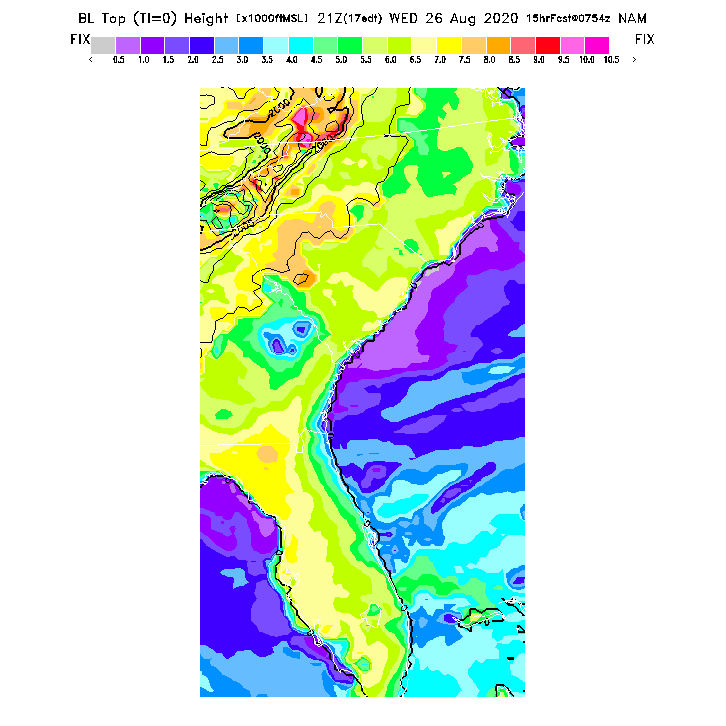 BL Top (TI=0) Height [x1000ftMSL] 21Z(17edt) WED 26 Aug 2020 15hrFcst@0754z NAM
FIX FIX
< 0.5 1.0 1.5 2.0 2.5 3.0 3.5 4.0 4.5 5.0 5.5 6.0 6.5 7.0 7.5 8.0 8.5 9.0 9.5 10.0 10.5 >
2000
2000
2000